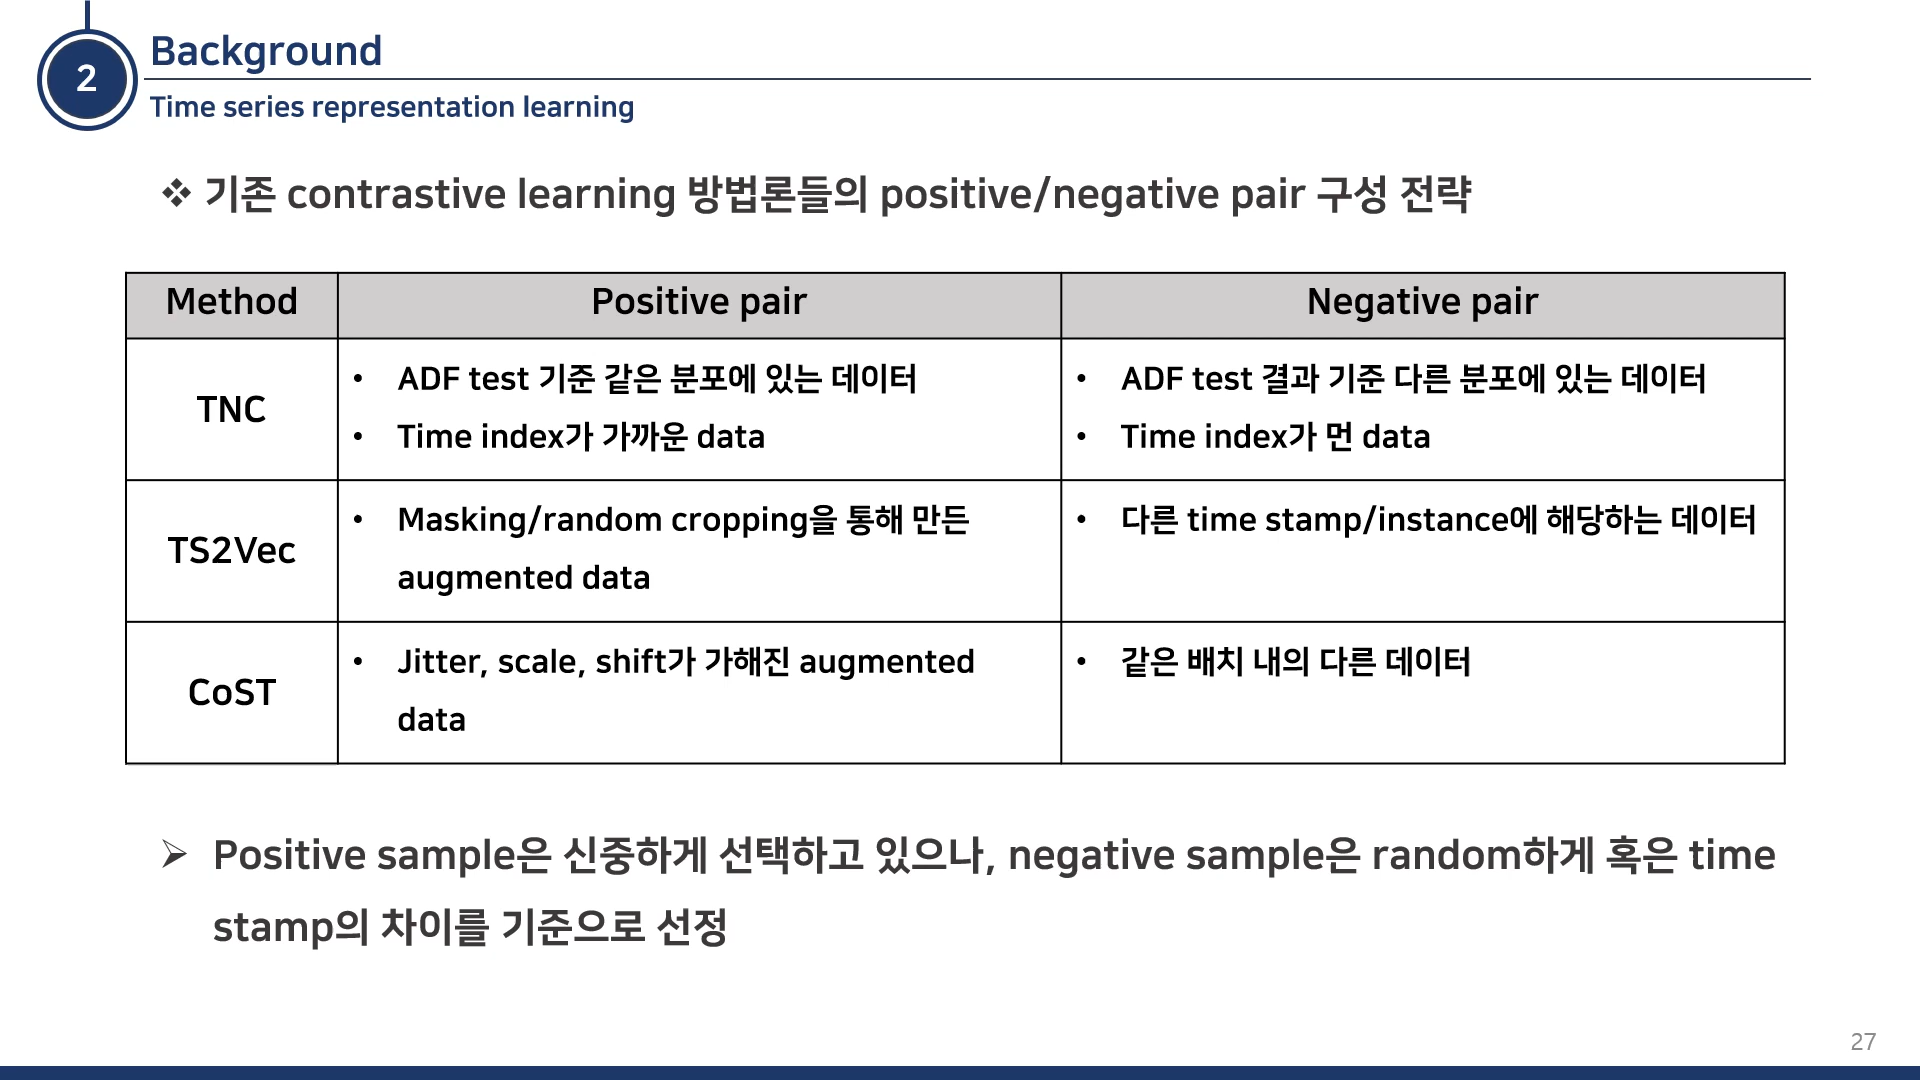 2
Background
Time series representation learning
❖ 기존 contrastive learning 방법론들의 positive/negative pair 구성 전략
Method Positive pair Negative pair
TNC
• ADF test 기준 같은 분포에 있는 데이터
• Time index가 가까운 data
• ADF test 결과 기준 다른 분포에 있는 데이터
• Time index가 먼 data
TS2Vec
• Masking/random cropping을 통해 만든
augmented data
• 다른 time stamp/instance에 해당하는 데이터
CoST
• Jitter, scale, shift가 가해진 augmented
data
• 같은 배치 내의 다른 데이터
➢ Positive sample은 신중하게 선택하고 있으나, negative sample은 random하게 혹은 time
stamp의 차이를 기준으로 선정
27